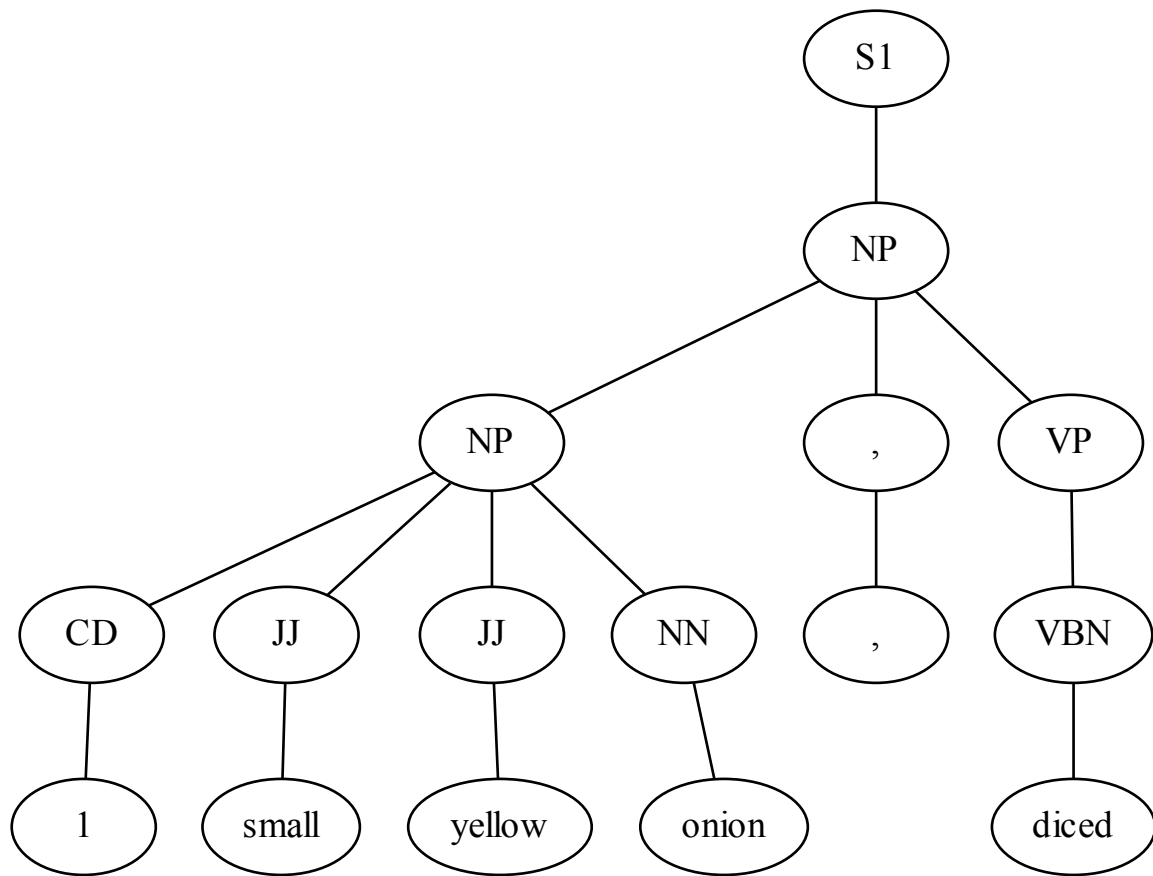 S1
NP
NP , VP
CD JJ JJ NN , VBN
1 small yellow onion diced